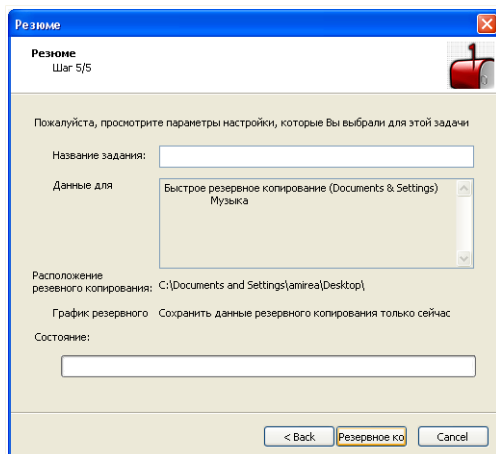 Резюме
Резюме
Шаг 5/5
Пожалуйста, просмотрите параметры настройки, которые Вы выбрали для этой задачи
Название задания:
Данные для
Быстрое резервное копирование (Documents & Settings)
Музыка
Расположение
резевного копирования:
C:\Documents and Settings\amirea\Desktop\
График резервного
Сохранить данные резервного копирования только сейчас
Состояние:
< Back
Резервное ко
Cancel